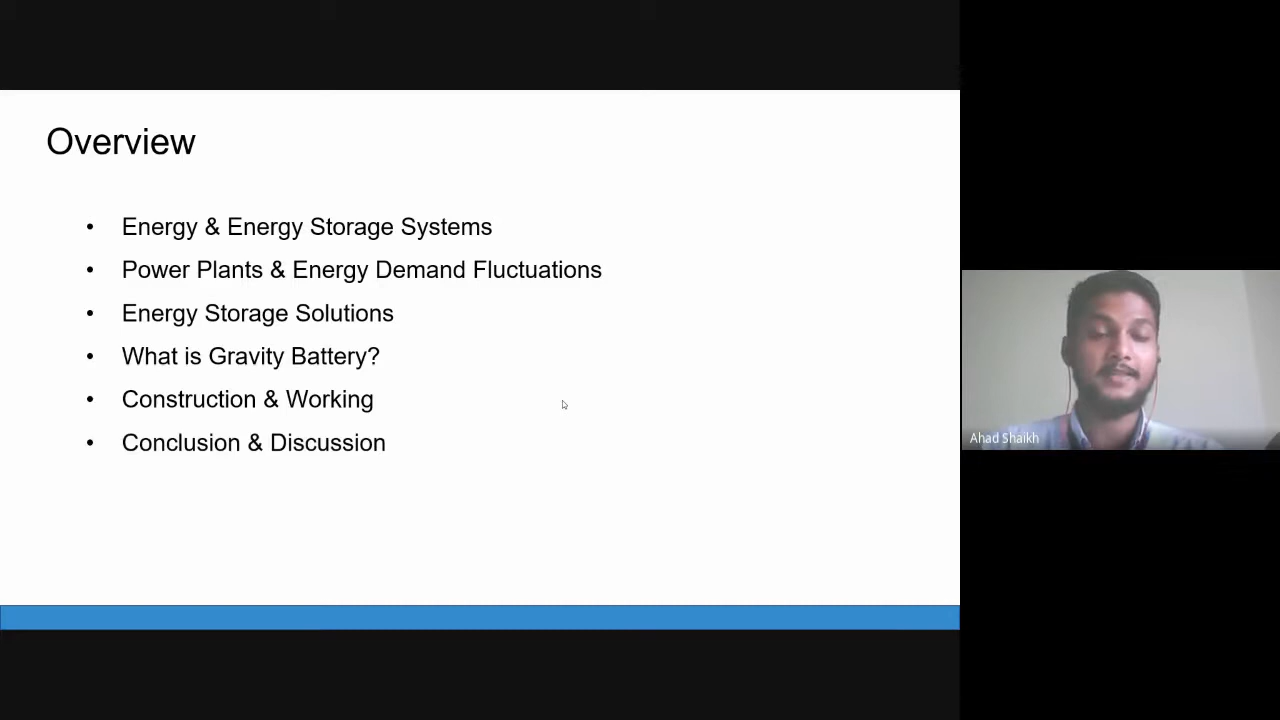 Overview
• Energy & Energy Storage Systems
• Power Plants & Energy Demand Fluctuations
• Energy Storage Solutions
• What is Gravity Battery?
• Construction & Working
• Conclusion & Discussion
Ahad Shaikh